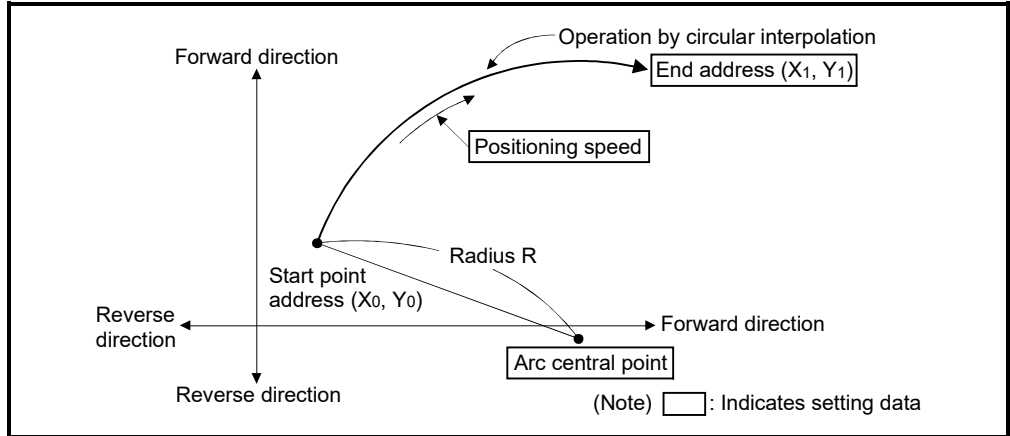 Operation by circular interpolation
Forward direction
End address (X1, Y1)
Positioning speed
Radius R
Start point
address (X0, Y0)
Reverse
direction
Forward direction
Arc central point
Reverse direction
(Note) : Indicates setting data